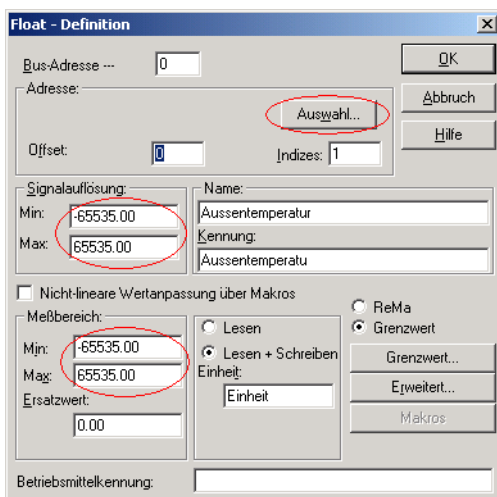 Float - Definition
Bus-Adresse --- 0
OK
Adresse:
Abbruch
Auswahl...
Hilfe
Offset: 0 Indizes: 1
Signalauflösung:
Min: -65535.00
Max: 65535.00
Name:
Aussentemperatur
Kennung:
Aussentemperatu
Nicht-lineare Wertanpassung über Makros
ReMa
Grenzwert
Meßbereich:
Min: -65535.00
Max: 65535.00
Ersatzwert:
0.00
Lesen
Lesen + Schreiben
Einheit:
Einheit
Grenzwert...
Erweitert...
Makros
Betriebsmittelkennung: